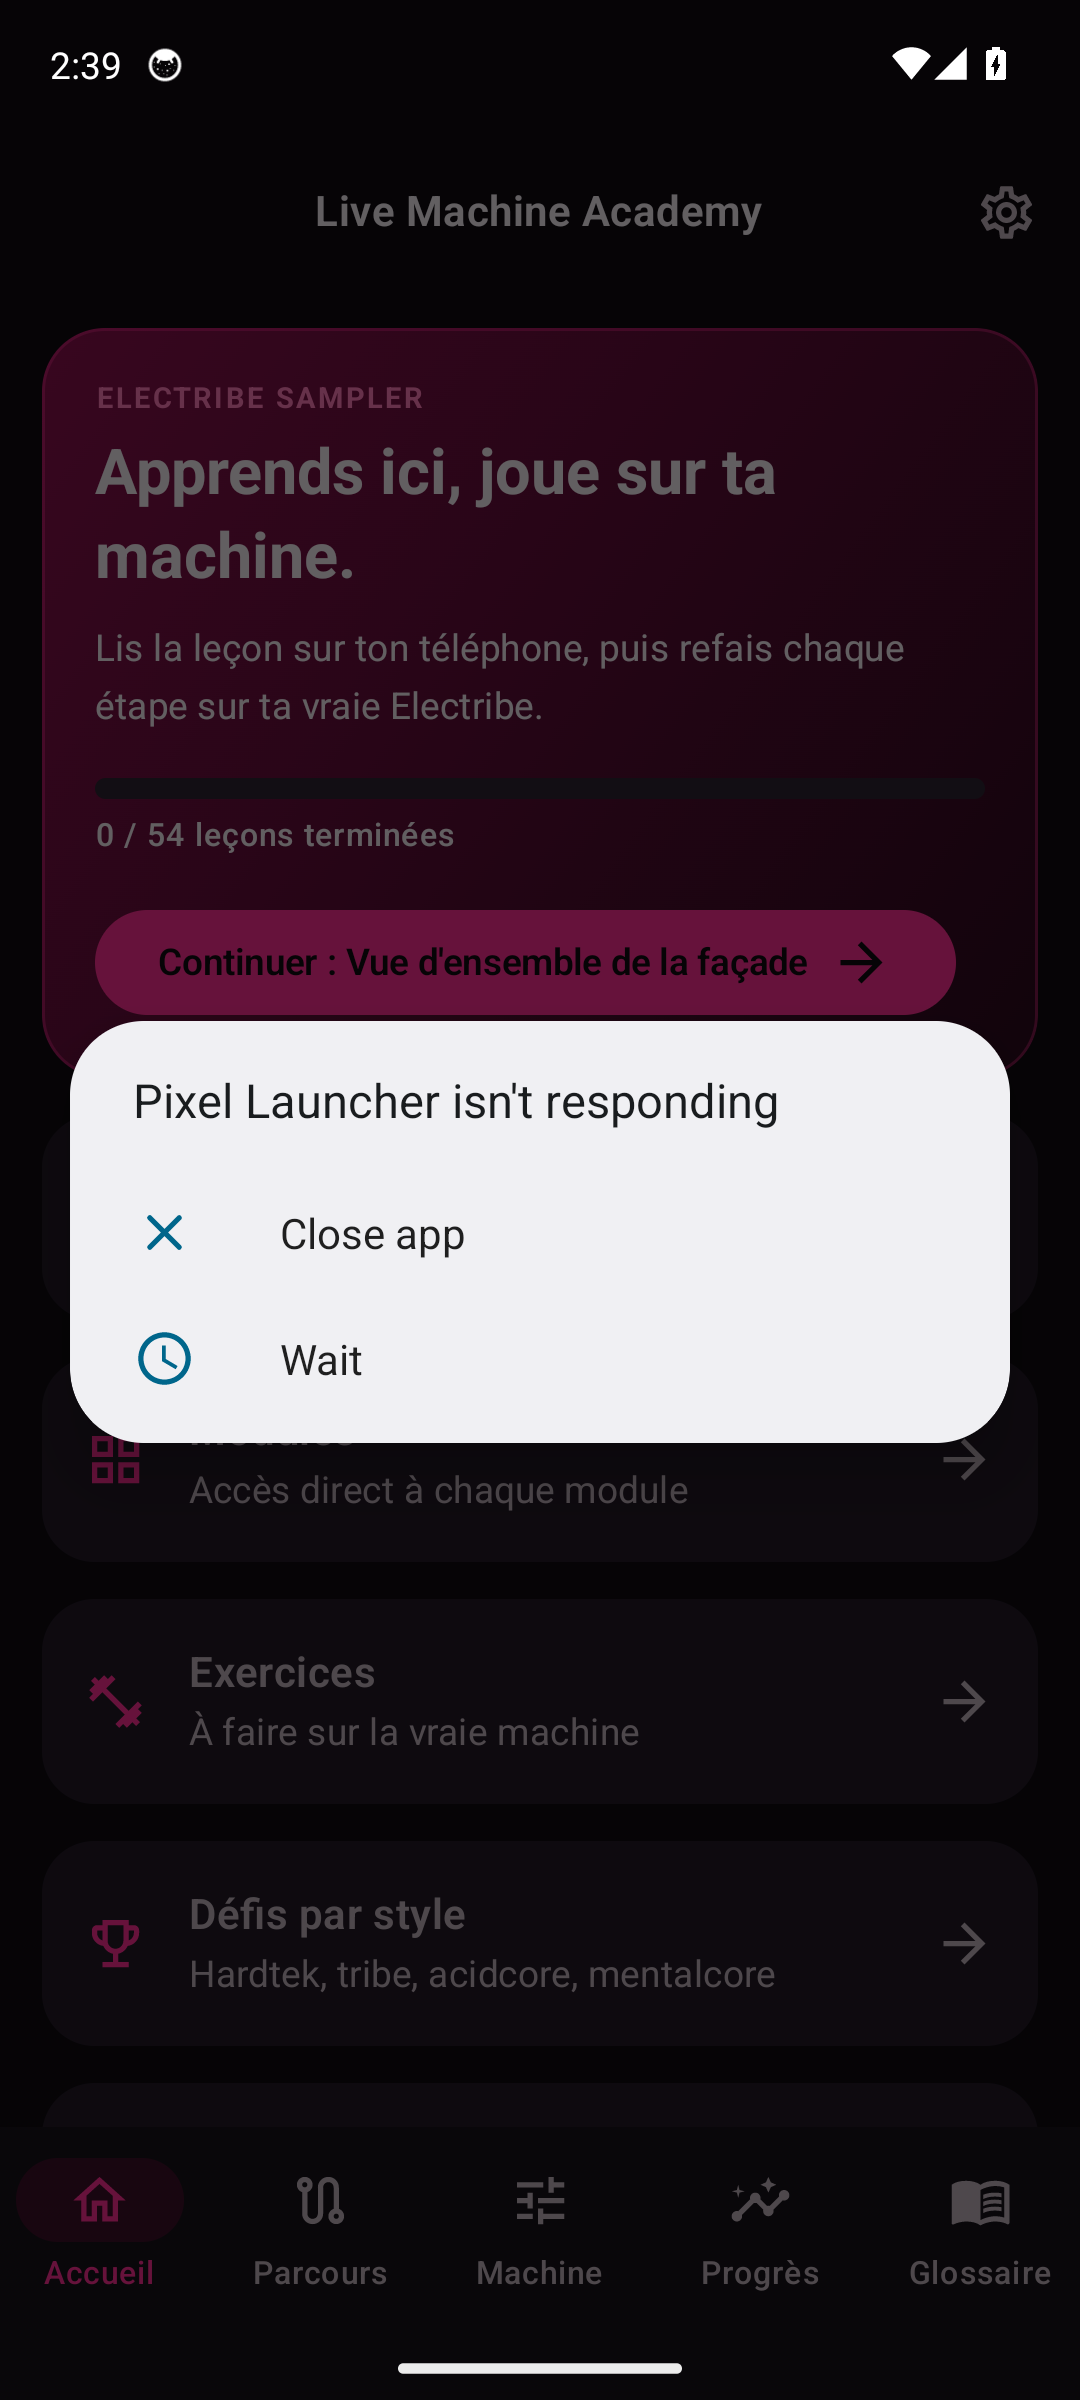 2:39
Live Machine Academy
ELECTRIBE SAMPLER
Apprends ici, joue sur ta
machine.
Lis la leçon sur ton téléphone, puis refais chaque
étape sur ta vraie Electribe.
0 / 54 leçons terminées
Continuer : Vue d'ensemble de la façade
Pixel Launcher isn't responding
Close app
Wait
Accès direct à chaque module
Exercices
À faire sur la vraie machine
Défis par style
Hardtek, tribe, acidcore, mentalcore
Accueil
Parcours
Machine
Progrès
Glossaire